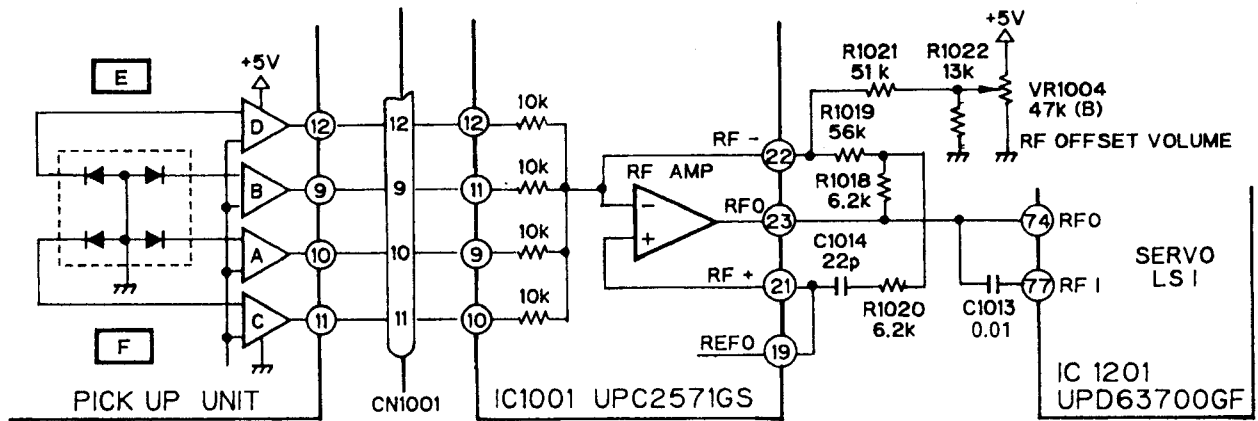 E
F
+5V
D
B
A
C
12
9
10
11
PICK UP UNIT
12
9
10
11
CN1001
12
11
9
10
10k
10k
10k
10k
RF AMP
−
+
RF −
RFO
RF +
REFO
22
23
21
19
IC1001 UPC2571GS
R1021
51 k
R1022
13k
+5V
VR1004
47k (B)
RF OFFSET VOLUME
R1019
56k
R1018
6.2k
C1014
22p
R1020
6.2k
C1013
0.01
74
RFO
77
RF I
SERVO
LSI
IC 1201
UPD63700GF